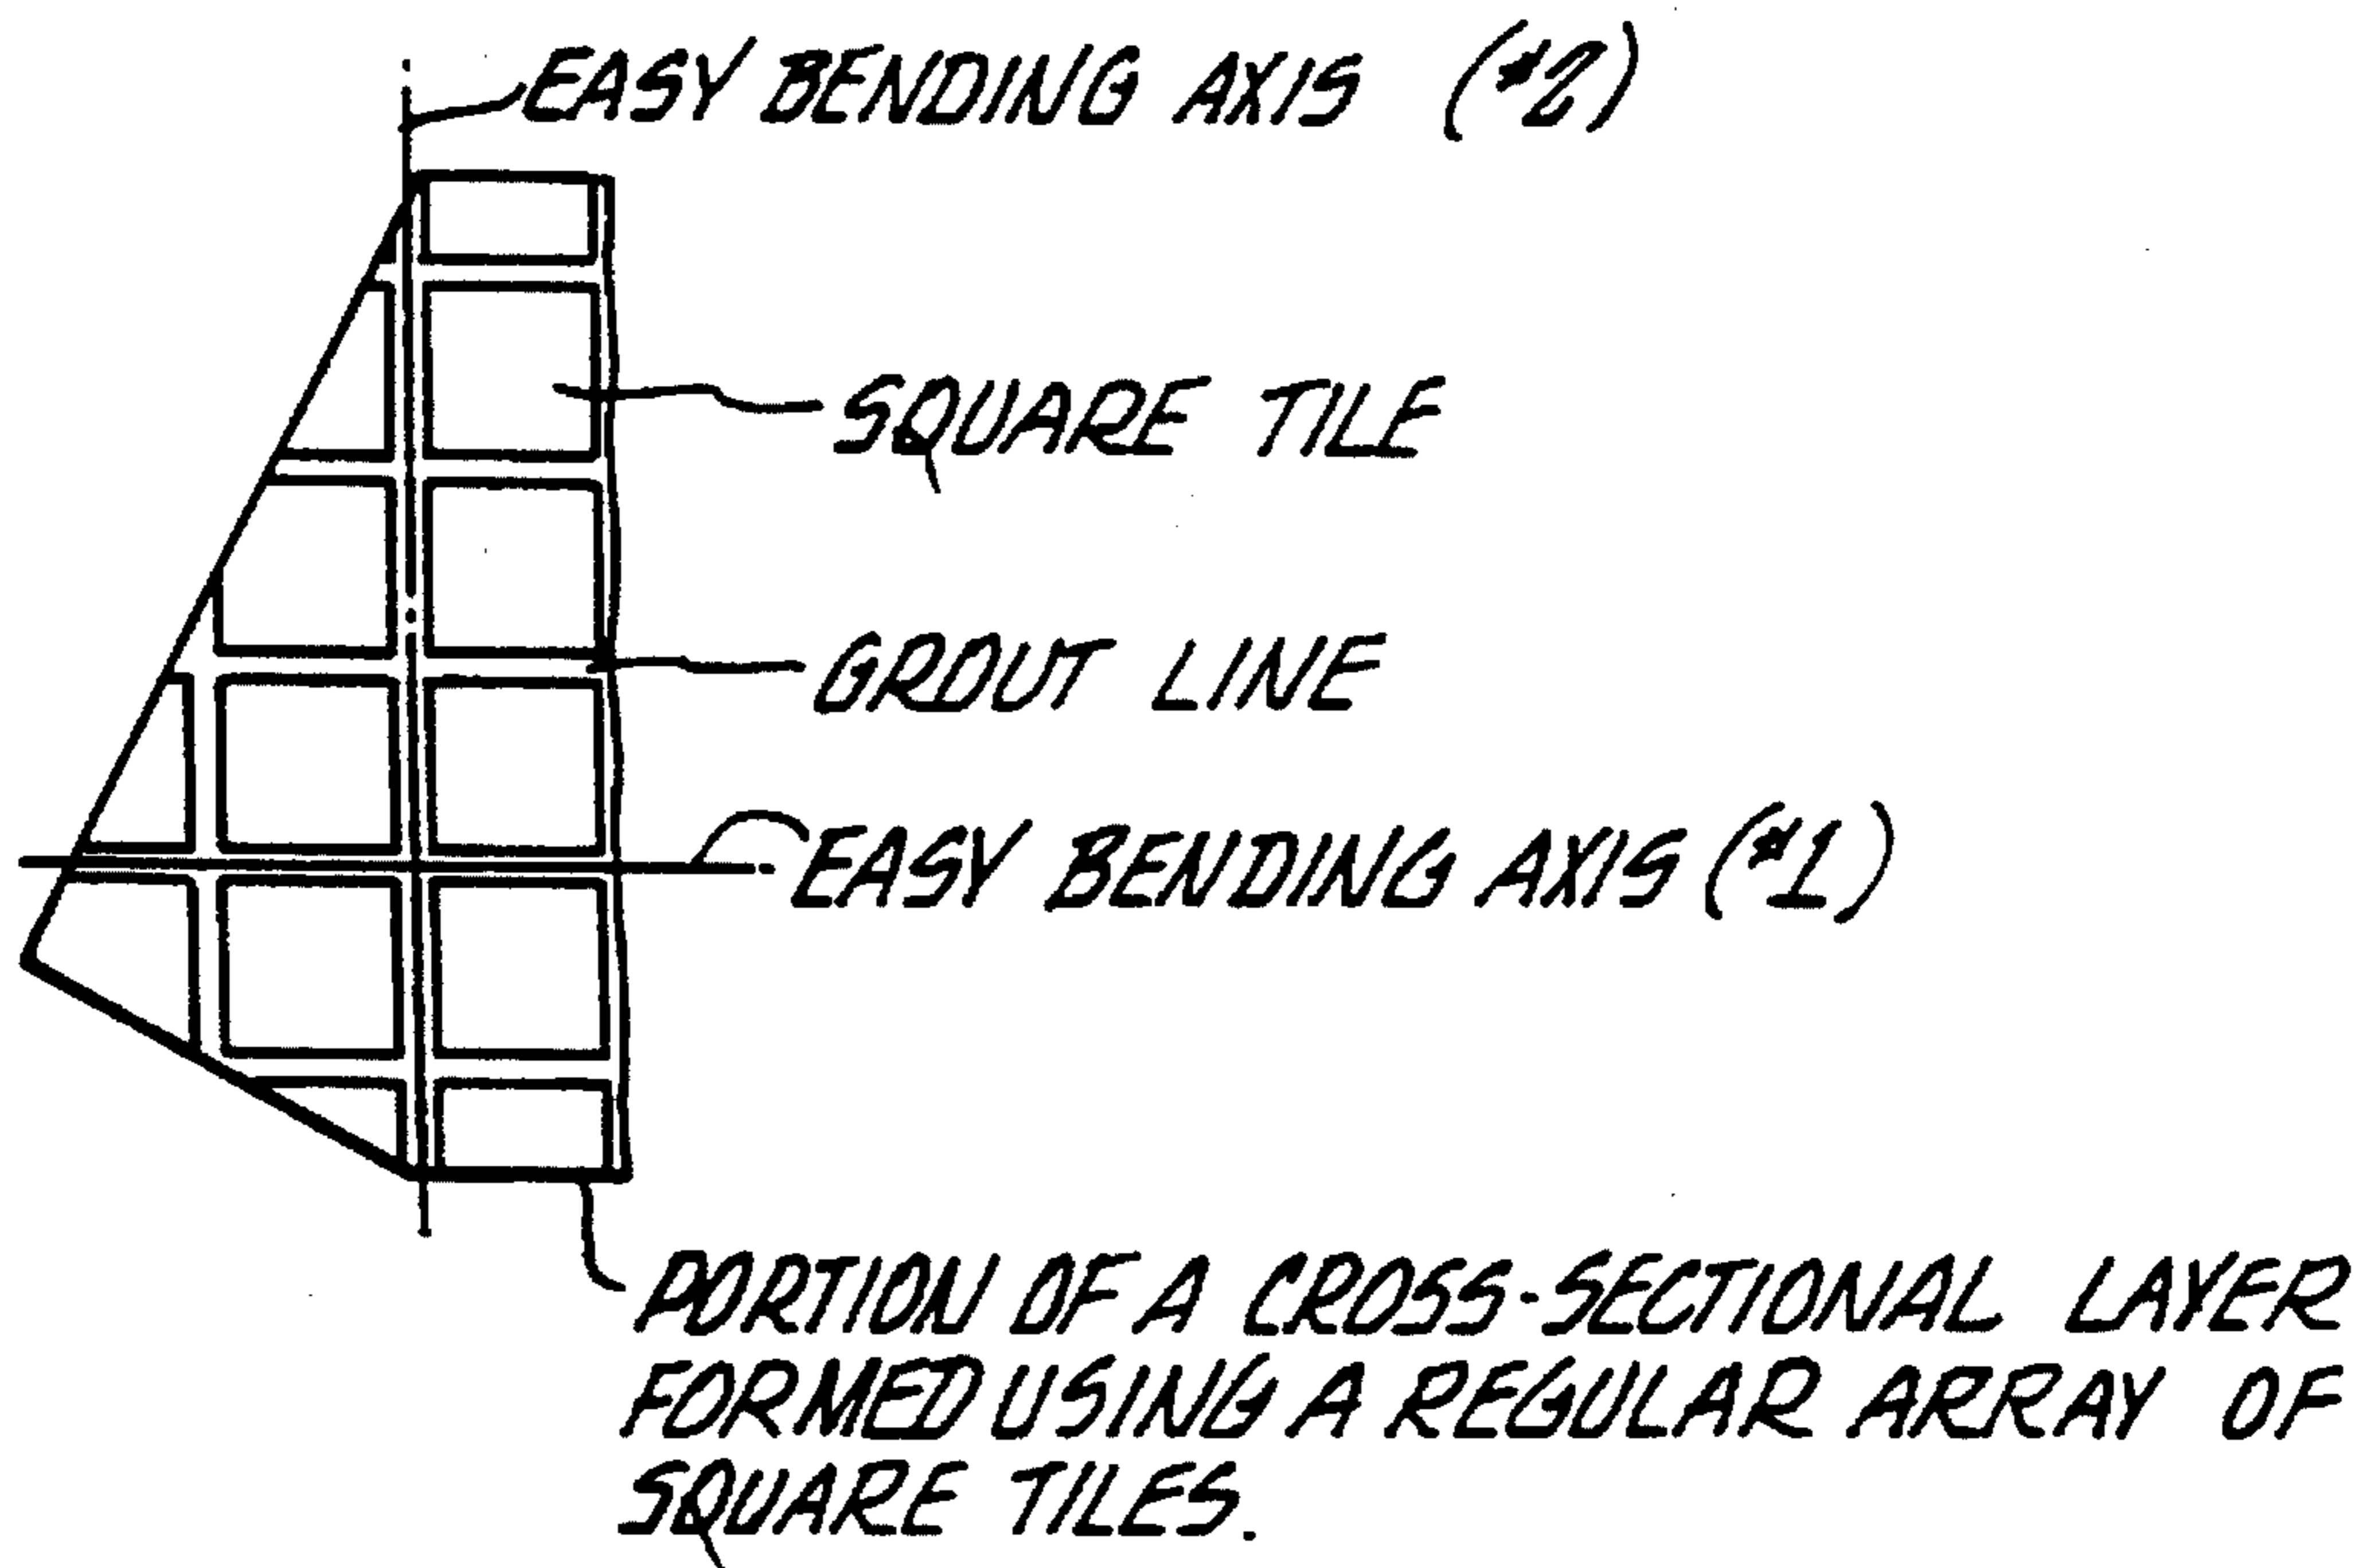 EASY BENDING AXIS (#2)
SQUARE TILE
GROUT LINE
EASY BENDING AXIS (#1)
PORTION OF A CROSS-SECTIONAL LAYER
FORMED USING A REGULAR ARRAY OF
SQUARE TILES.